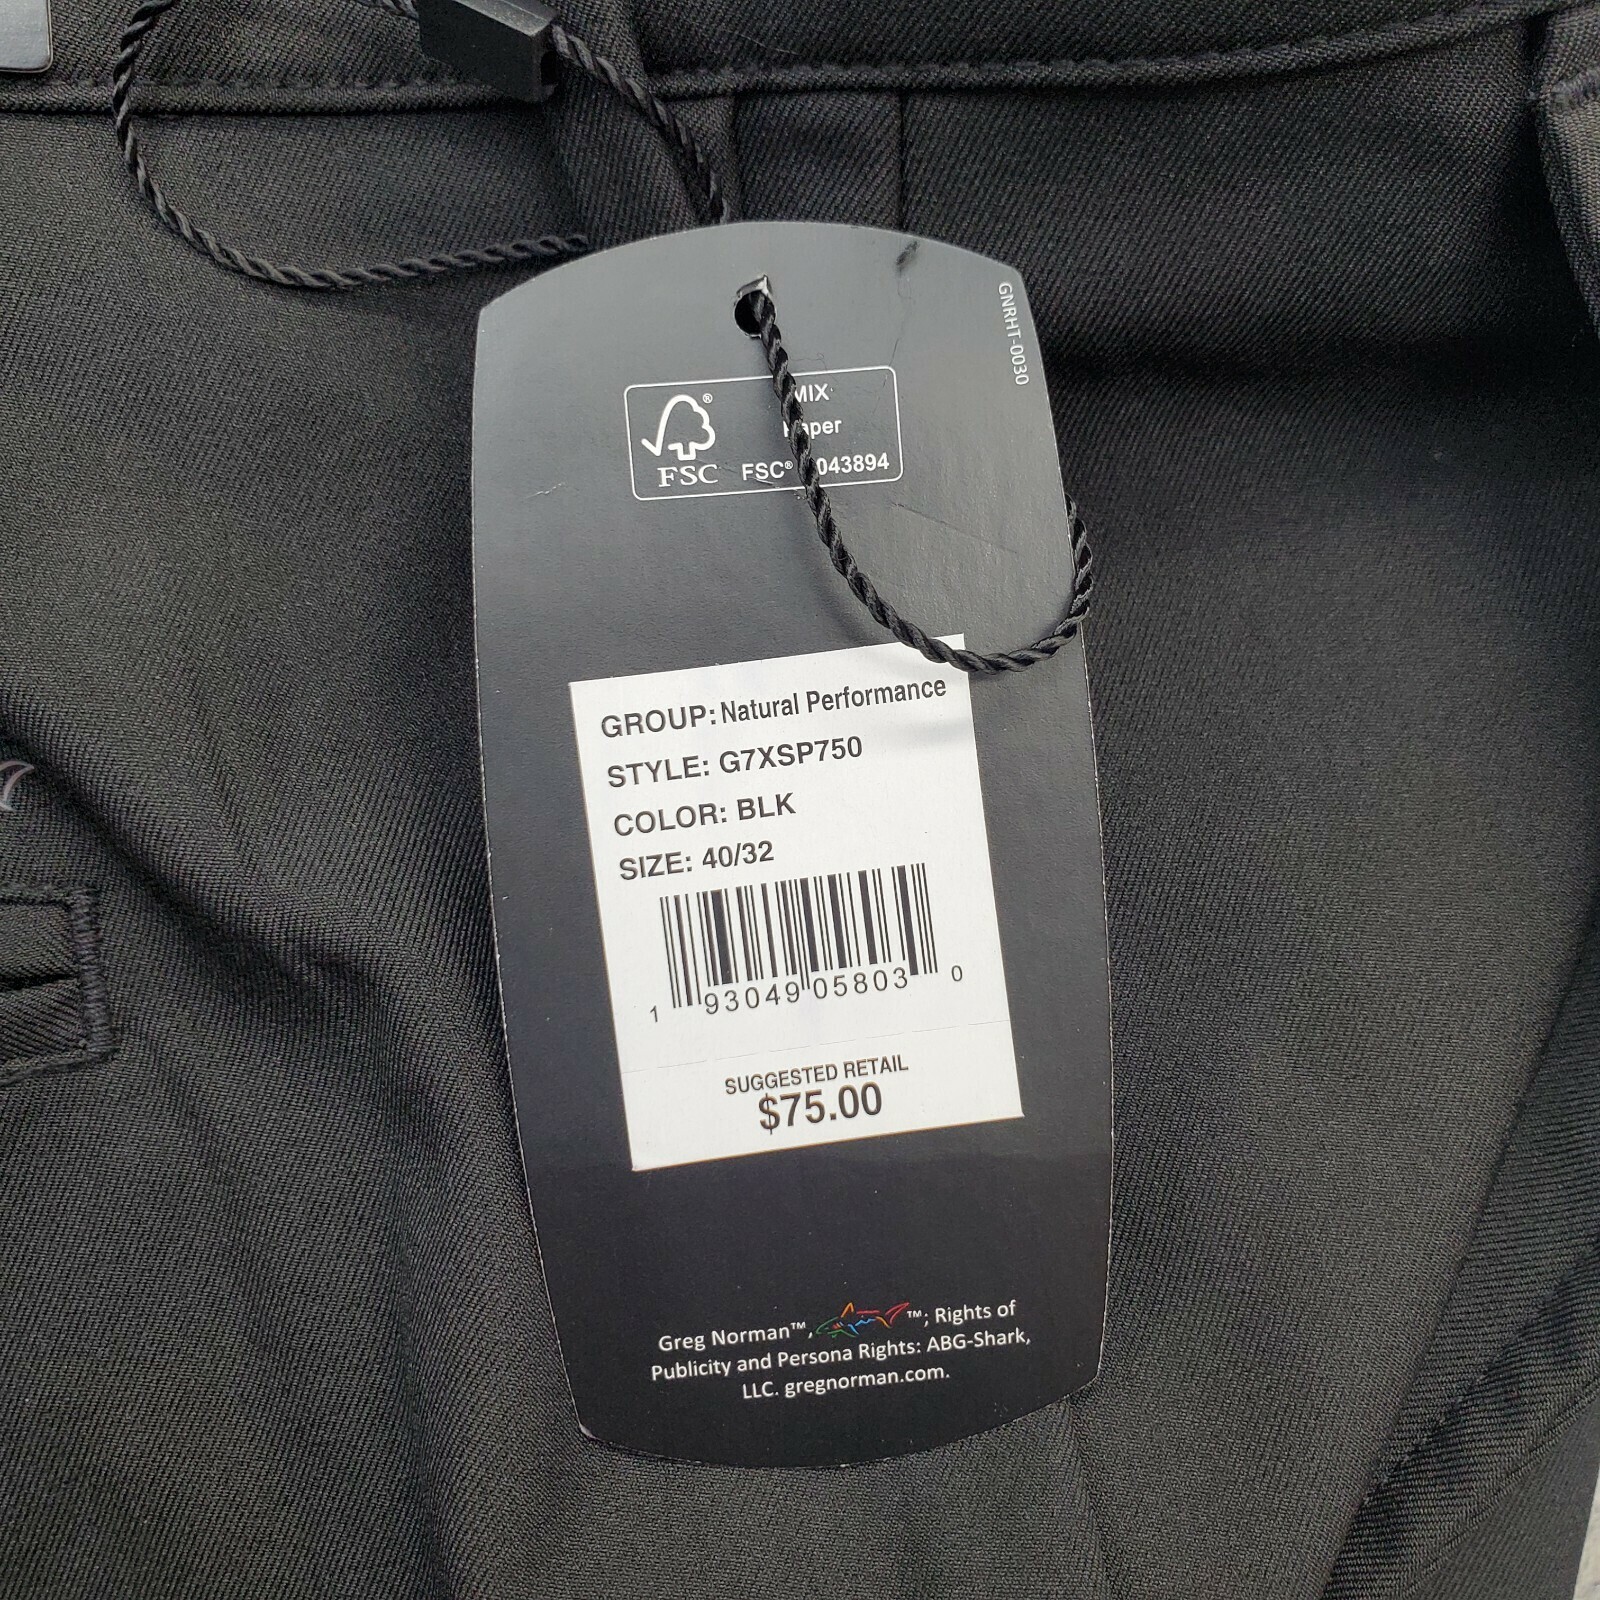 GNRHT-0030
MIX
FSC® 043894
FSC
GROUP: Natural Performance
STYLE: G7XSP750
COLOR: BLK
SIZE: 40/32
1 93049 05803 0
SUGGESTED RETAIL
$75.00
Greg Norman™, ™; Rights of
Publicity and Persona Rights: ABG-Shark,
LLC. gregnorman.com.